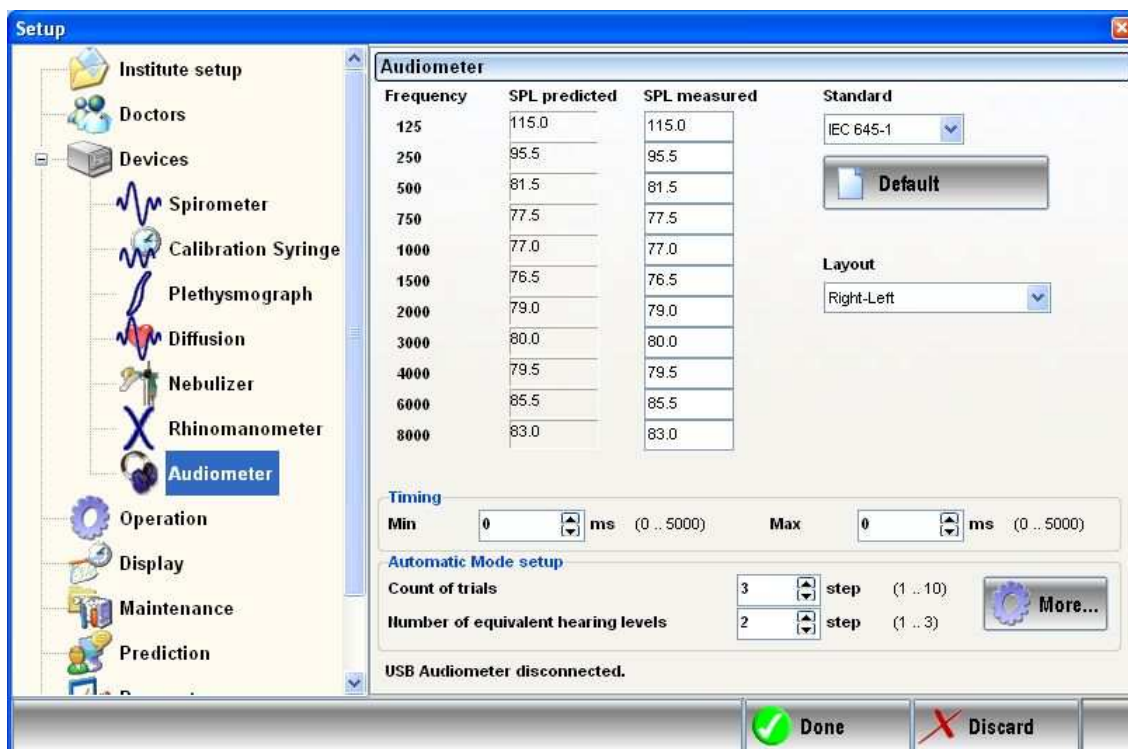 Setup
Institute setup
Doctors
Devices
Spirometer
Calibration Syringe
Plethysmograph
Diffusion
Nebulizer
Rhinomanometer
Audiometer
Operation
Display
Maintenance
Prediction
Audiometer
Frequency SPL predicted SPL measured Standard
125 115.0 115.0 IEC 645-1
250 95.5 95.5
500 81.5 81.5 Default
750 77.5 77.5
1000 77.0 77.0
1500 76.5 76.5 Layout
2000 79.0 79.0 Right-Left
3000 80.0 80.0
4000 79.5 79.5
6000 85.5 85.5
8000 83.0 83.0
Timing
Min 0 ms (0 .. 5000) Max 0 ms (0 .. 5000)
Automatic Mode setup
Count of trials 3 step (1 .. 10) More...
Number of equivalent hearing levels 2 step (1 .. 3)
USB Audiometer disconnected.
Done Discard